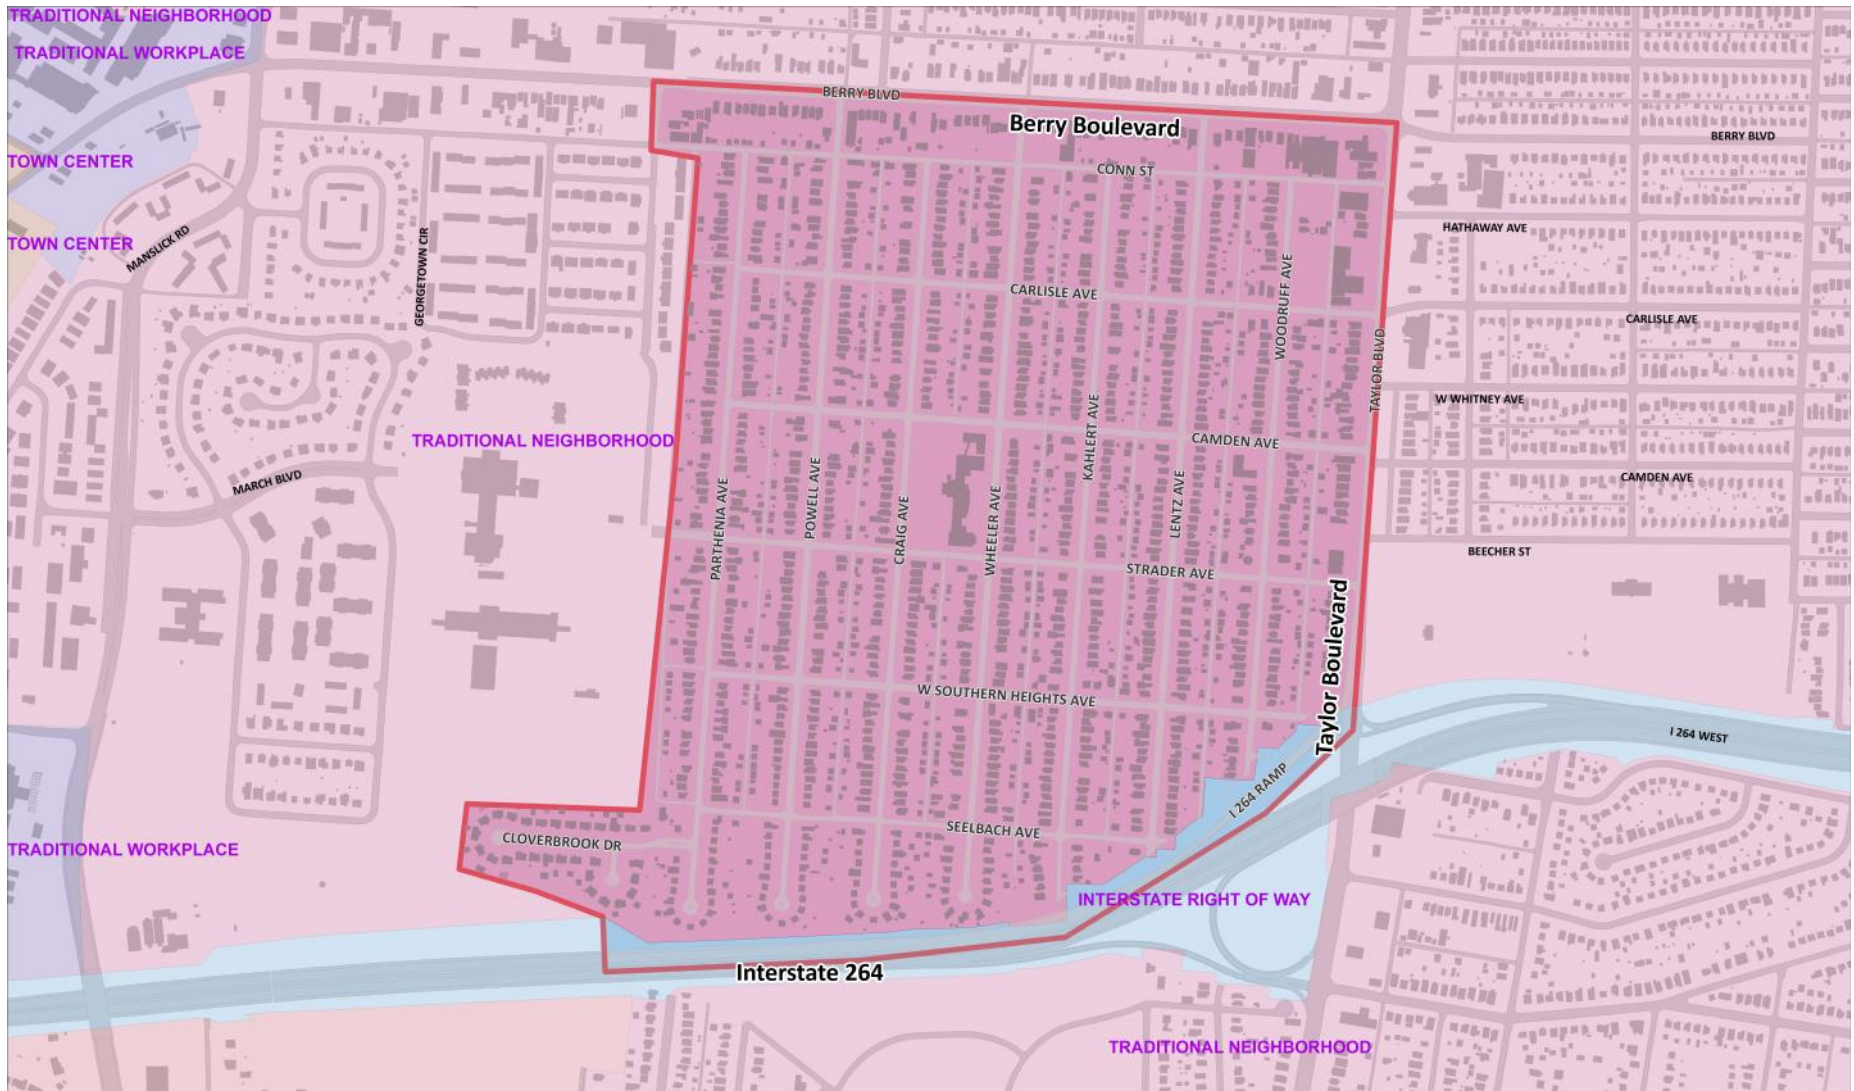 TRADITIONAL NEIGHBORHOOD
TRADITIONAL WORKPLACE
BERRY BLVD
Berry Boulevard
BERRY BLVD
TOWN CENTER
CONN ST
HATHAWAY AVE
MANSLICK RD
TOWN CENTER
GEORGETOWN CIR
CARLISLE AVE
WOODRUFF AVE
CARLISLE AVE
TAYLOR BLVD
W WHITNEY AVE
TRADITIONAL NEIGHBORHOOD
KAHLERT AVE
CAMDEN AVE
MARCH BLVD
CAMDEN AVE
PARTHENIA AVE
POWELL AVE
CRAIG AVE
WHEELER AVE
LENTZ AVE
STRADER AVE
BEECHER ST
Taylor Boulevard
W SOUTHERN HEIGHTS AVE
I 264 WEST
I 264 RAMP
SEELBACH AVE
CLOVERBROOK DR
TRADITIONAL WORKPLACE
INTERSTATE RIGHT OF WAY
Interstate 264
TRADITIONAL NEIGHBORHOOD